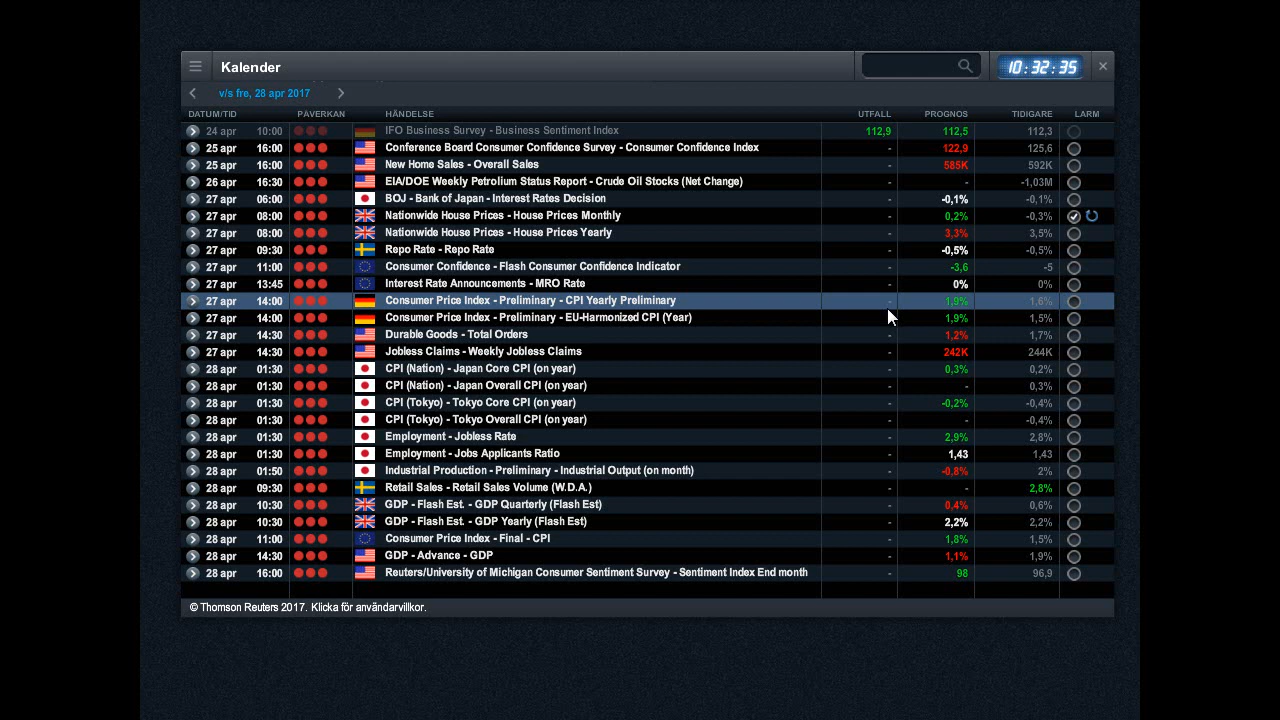 Kalender
10:32:35
v/s fre, 28 apr 2017
DATUM/TID PÅVERKAN HÄNDELSE UTFALL PROGNOS TIDIGARE LARM
24 apr 10:00 IFO Business Survey - Business Sentiment Index 112,9 112,5 112,3
25 apr 16:00 Conference Board Consumer Confidence Survey - Consumer Confidence Index - 122,9 125,6
25 apr 16:00 New Home Sales - Overall Sales - 585K 592K
26 apr 16:30 EIA/DOE Weekly Petrolium Status Report - Crude Oil Stocks (Net Change) - - -1,03M
27 apr 06:00 BOJ - Bank of Japan - Interest Rates Decision - -0,1% -0,1%
27 apr 08:00 Nationwide House Prices - House Prices Monthly - 0,2% -0,3%
27 apr 08:00 Nationwide House Prices - House Prices Yearly - 3,3% 3,5%
27 apr 09:30 Repo Rate - Repo Rate - -0,5% -0,5%
27 apr 11:00 Consumer Confidence - Flash Consumer Confidence Indicator - -3,6 -5
27 apr 13:45 Interest Rate Announcements - MRO Rate - 0% 0%
27 apr 14:00 Consumer Price Index - Preliminary - CPI Yearly Preliminary - 1,9% 1,6%
27 apr 14:00 Consumer Price Index - Preliminary - EU-Harmonized CPI (Year) - 1,9% 1,5%
27 apr 14:30 Durable Goods - Total Orders - 1,2% 1,7%
27 apr 14:30 Jobless Claims - Weekly Jobless Claims - 242K 244K
28 apr 01:30 CPI (Nation) - Japan Core CPI (on year) - 0,3% 0,2%
28 apr 01:30 CPI (Nation) - Japan Overall CPI (on year) - - 0,3%
28 apr 01:30 CPI (Tokyo) - Tokyo Core CPI (on year) - -0,2% -0,4%
28 apr 01:30 CPI (Tokyo) - Tokyo Overall CPI (on year) - - -0,4%
28 apr 01:30 Employment - Jobless Rate - 2,9% 2,8%
28 apr 01:30 Employment - Jobs Applicants Ratio - 1,43 1,43
28 apr 01:50 Industrial Production - Preliminary - Industrial Output (on month) - -0,8% 2%
28 apr 09:30 Retail Sales - Retail Sales Volume (W.D.A.) - - 2,8%
28 apr 10:30 GDP - Flash Est. - GDP Quarterly (Flash Est) - 0,4% 0,6%
28 apr 10:30 GDP - Flash Est. - GDP Yearly (Flash Est) - 2,2% 2,2%
28 apr 11:00 Consumer Price Index - Final - CPI - 1,8% 1,5%
28 apr 14:30 GDP - Advance - GDP - 1,1% 1,9%
28 apr 16:00 Reuters/University of Michigan Consumer Sentiment Survey - Sentiment Index End month - 98 96,9
© Thomson Reuters 2017. Klicka för användarvillkor.